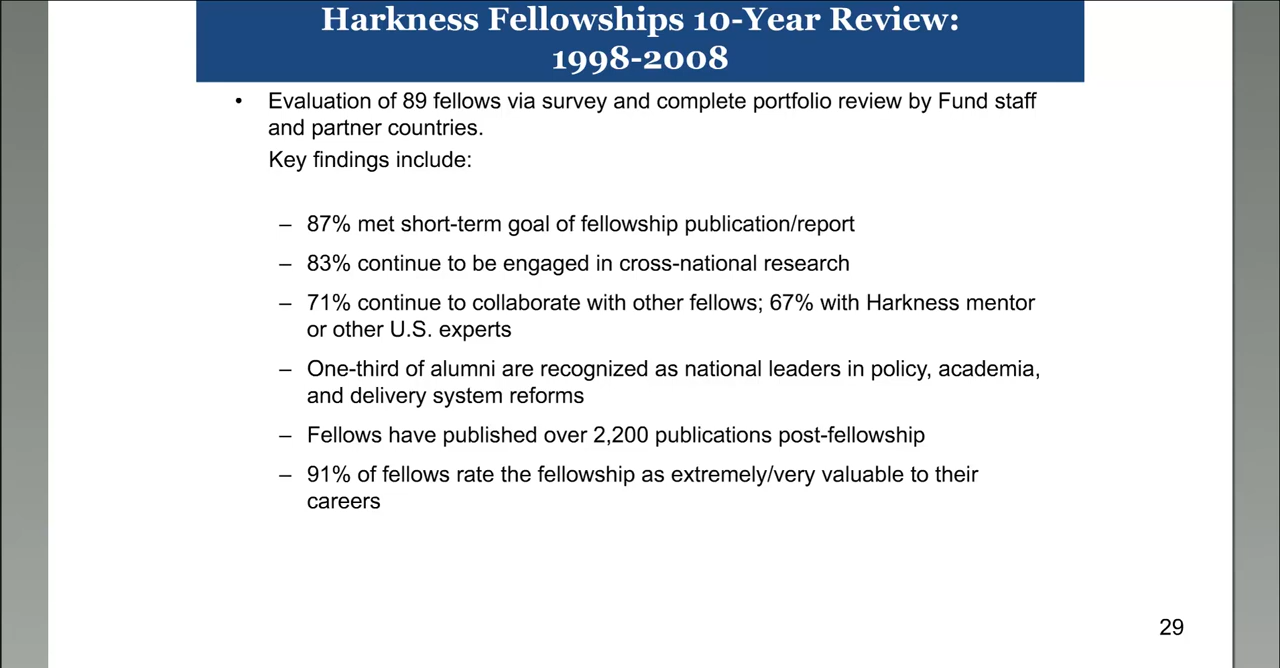 Harkness Fellowships 10-Year Review:
1998-2008
• Evaluation of 89 fellows via survey and complete portfolio review by Fund staff
and partner countries.
Key findings include:
– 87% met short-term goal of fellowship publication/report
– 83% continue to be engaged in cross-national research
– 71% continue to collaborate with other fellows; 67% with Harkness mentor
or other U.S. experts
– One-third of alumni are recognized as national leaders in policy, academia,
and delivery system reforms
– Fellows have published over 2,200 publications post-fellowship
– 91% of fellows rate the fellowship as extremely/very valuable to their
careers
29